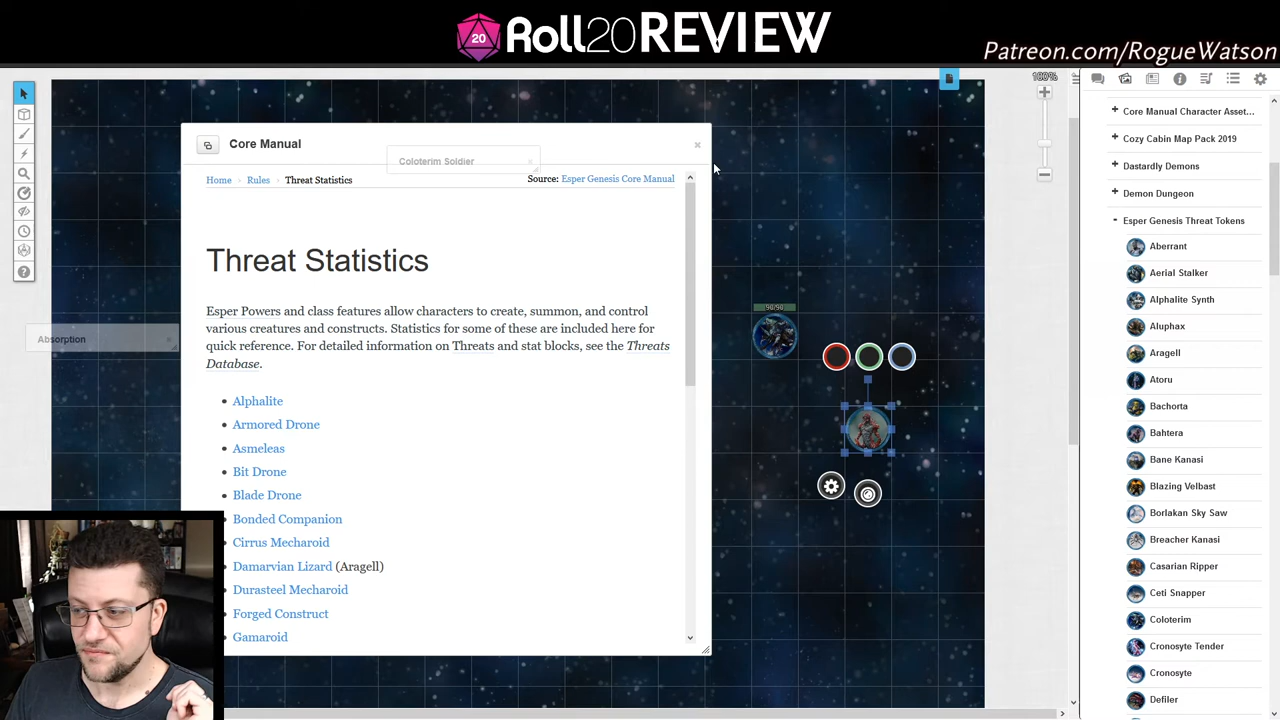 20 Roll20REVIEW
Patreon.com/RogueWatson
Core Manual
Coloterim Soldier
Home » Rules » Threat Statistics
Source: Esper Genesis Core Manual
Threat Statistics
Esper Powers and class features allow characters to create, summon, and control
various creatures and constructs. Statistics for some of these are included here for
quick reference. For detailed information on Threats and stat blocks, see the Threats
Database.
Alphalite
Armored Drone
Asmeleas
Bit Drone
Blade Drone
Bonded Companion
Cirrus Mecharoid
Damarvian Lizard (Aragell)
Durasteel Mecharoid
Forged Construct
Gamaroid
Absorption
90/90
100%
Core Manual Character Asset...
Cozy Cabin Map Pack 2019
Dastardly Demons
Demon Dungeon
Esper Genesis Threat Tokens
Aberrant
Aerial Stalker
Alphalite Synth
Aluphax
Aragell
Atoru
Bachorta
Bahtera
Bane Kanasi
Blazing Velbast
Borlakan Sky Saw
Breacher Kanasi
Casarian Ripper
Ceti Snapper
Coloterim
Cronosyte Tender
Cronosyte
Defiler